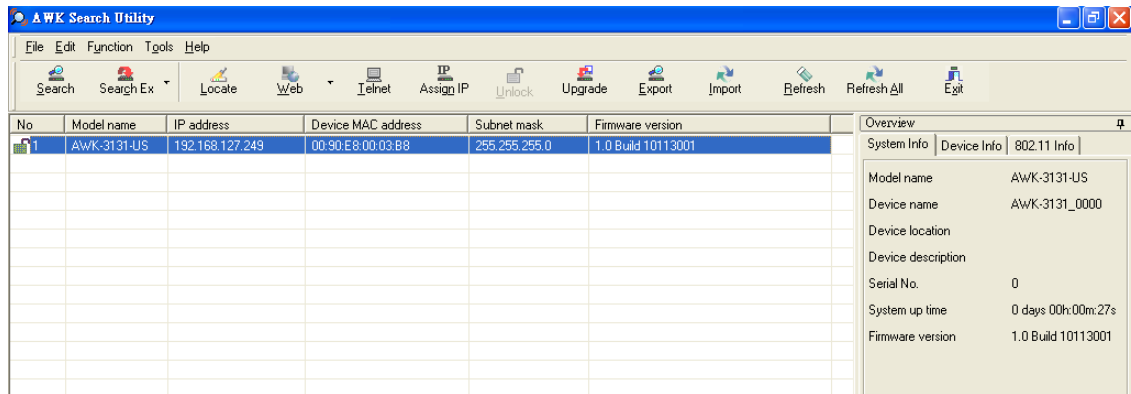 AWK Search Utility
File Edit Function Tools Help
Search Search Ex Locate Web Telnet Assign IP Unlock Upgrade Export Import Refresh Refresh All Exit
No Model name IP address Device MAC address Subnet mask Firmware version
1 AWK-3131-US 192.168.127.249 00:90:E8:00:03:B8 255.255.255.0 1.0 Build 10113001
Overview
System Info Device Info 802.11 Info
Model name AWK-3131-US
Device name AWK-3131_0000
Device location
Device description
Serial No. 0
System up time 0 days 00h:00m:27s
Firmware version 1.0 Build 10113001